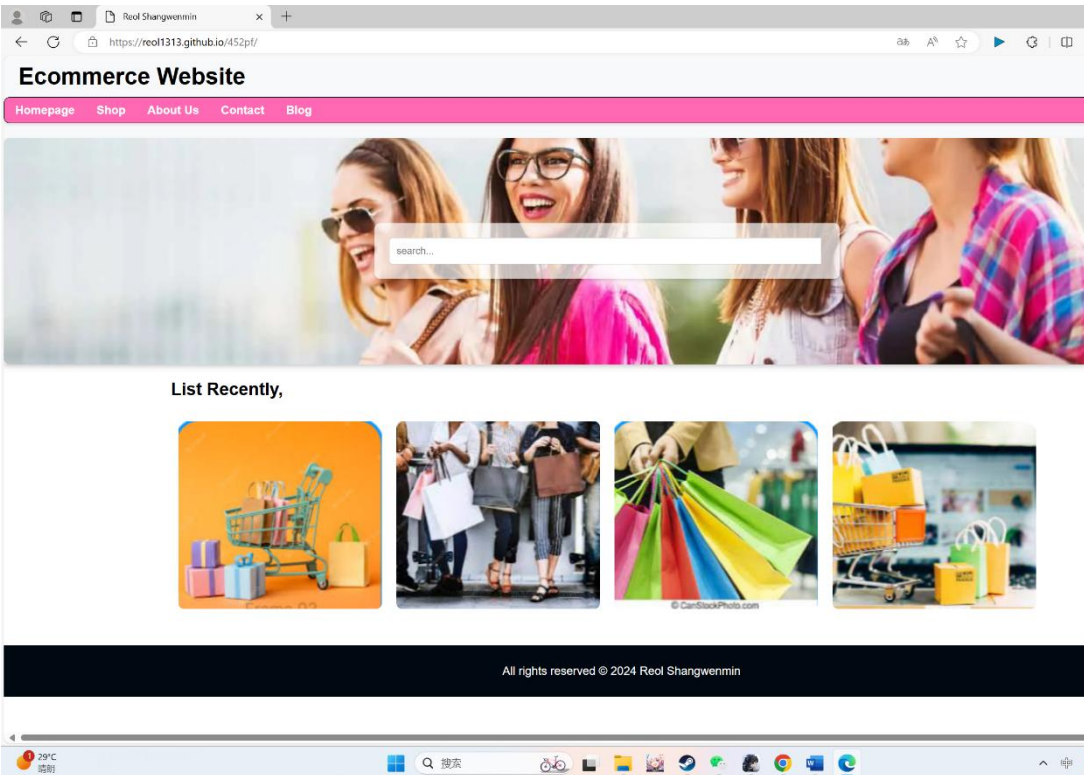 Reol Shangwenmin
https://reol1313.github.io/452pf/
Ecommerce Website
Homepage Shop About Us Contact Blog
search...
List Recently,
© CanStockPhoto.com
All rights reserved © 2024 Reol Shangwenmin
1
29°C
晴朗
搜索